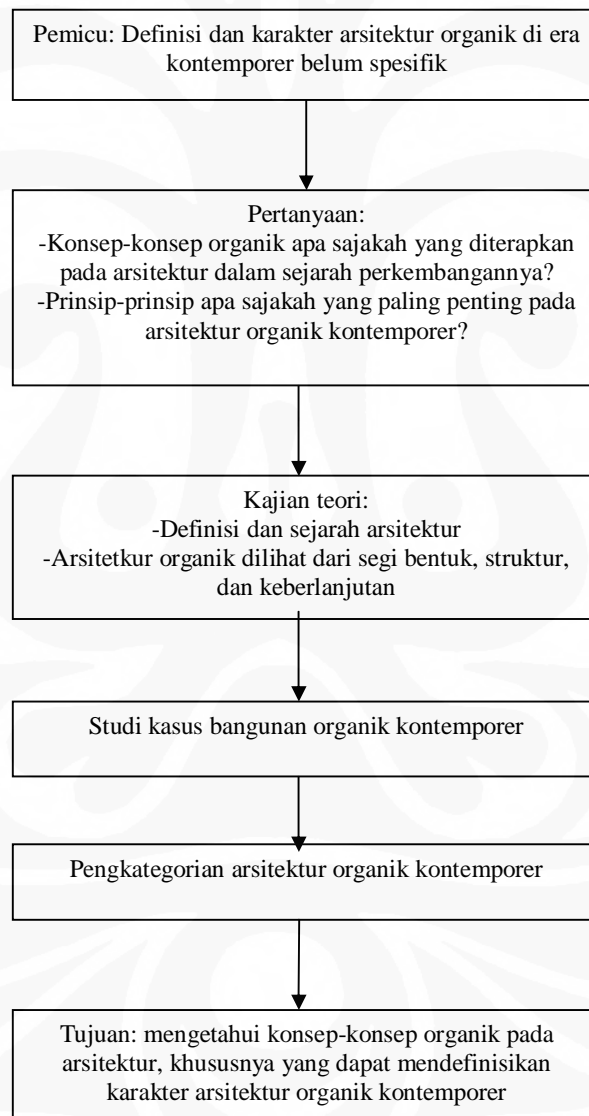 Pemicu: Definisi dan karakter arsitektur organik di era
kontemporer belum spesifik
Pertanyaan:
-Konsep-konsep organik apa sajakah yang diterapkan
pada arsitektur dalam sejarah perkembangannya?
-Prinsip-prinsip apa sajakah yang paling penting pada
arsitektur organik kontemporer?
Kajian teori:
-Definisi dan sejarah arsitektur
-Arsitetkur organik dilihat dari segi bentuk, struktur,
dan keberlanjutan
Studi kasus bangunan organik kontemporer
Pengkategorian arsitektur organik kontemporer
Tujuan: mengetahui konsep-konsep organik pada
arsitektur, khususnya yang dapat mendefinisikan
karakter arsitektur organik kontemporer